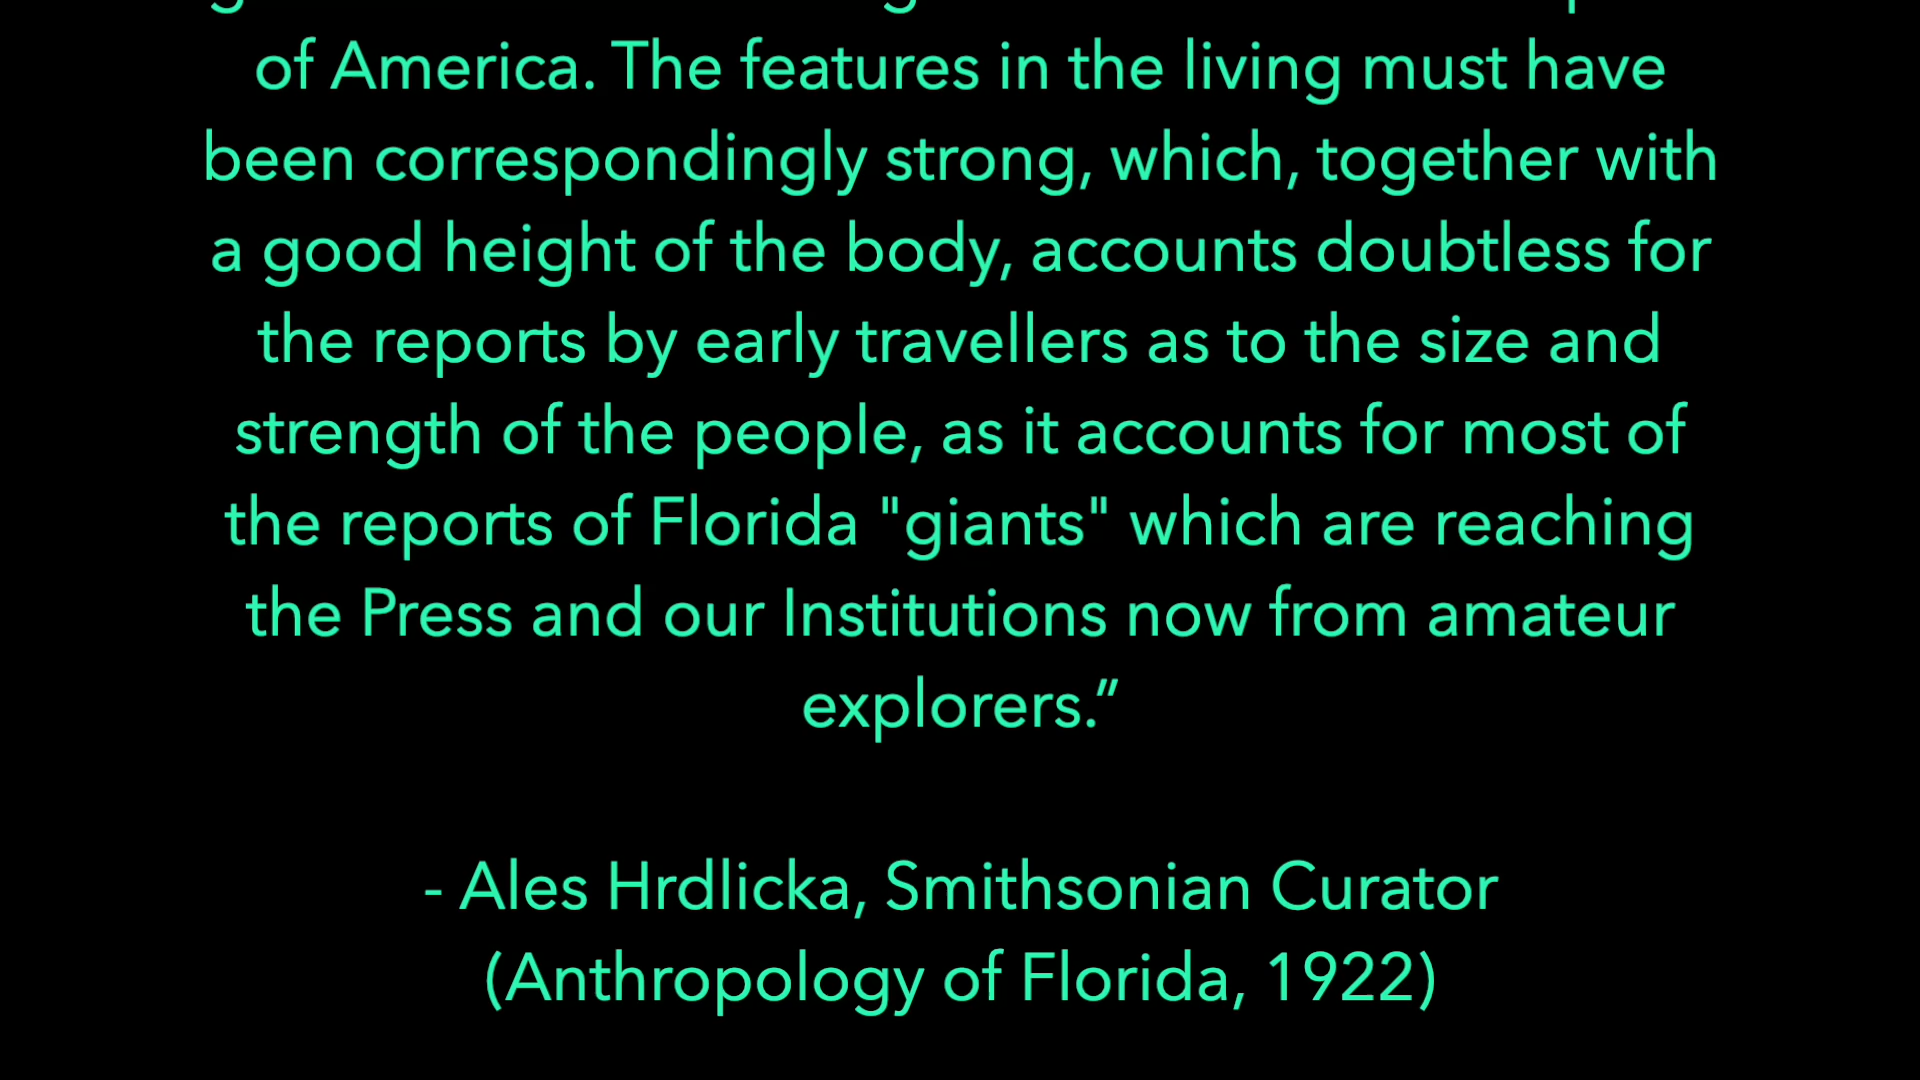 of America. The features in the living must have
been correspondingly strong, which, together with
a good height of the body, accounts doubtless for
the reports by early travellers as to the size and
strength of the people, as it accounts for most of
the reports of Florida "giants" which are reaching
the Press and our Institutions now from amateur
explorers.”
- Ales Hrdlicka, Smithsonian Curator
(Anthropology of Florida, 1922)